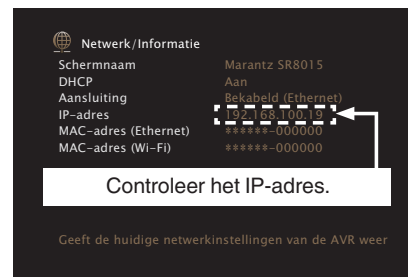 Netwerk/Informatie
Schermnaam Marantz SR8015
DHCP Aan
Aansluiting Bekabeld (Ethernet)
IP-adres 192.168.100.19
MAC-adres (Ethernet) ******-000000
MAC-adres (Wi-Fi) ******-000000
Controleer het IP-adres.
Geeft de huidige netwerkinstellingen van de AVR weer